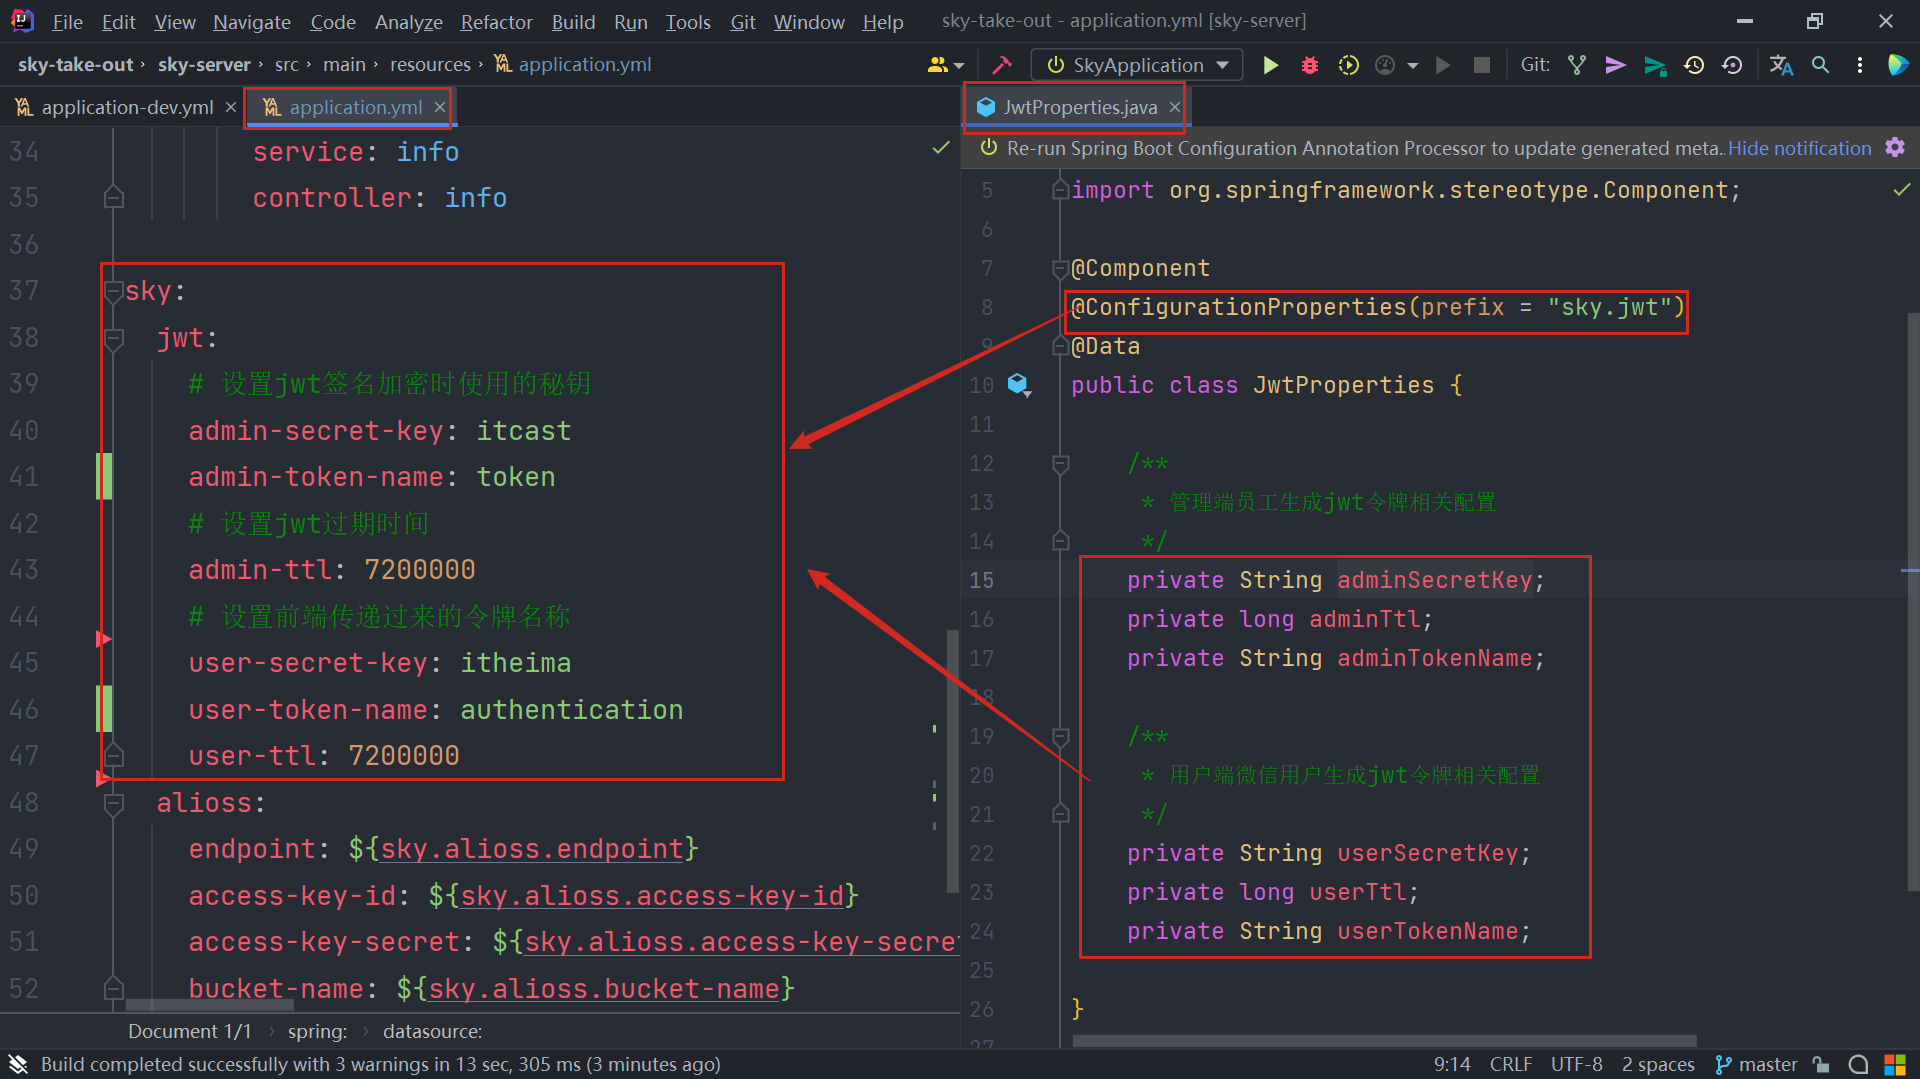 File Edit View Navigate Code Analyze Refactor Build Run Tools Git Window Help sky-take-out - application.yml [sky-server]
sky-take-out › sky-server › src › main › resources › application.yml SkyApplication Git:
application-dev.yml application.yml
34 service: info
35 controller: info
36
37 sky:
38 jwt:
39 # 设置jwt签名加密时使用的秘钥
40 admin-secret-key: itcast
41 admin-token-name: token
42 # 设置jwt过期时间
43 admin-ttl: 7200000
44 # 设置前端传递过来的令牌名称
45 user-secret-key: itheima
46 user-token-name: authentication
47 user-ttl: 7200000
48 alioss:
49 endpoint: ${sky.alioss.endpoint}
50 access-key-id: ${sky.alioss.access-key-id}
51 access-key-secret: ${sky.alioss.access-key-secre
52 bucket-name: ${sky.alioss.bucket-name}
Document 1/1 › spring: › datasource:
JwtProperties.java
Re-run Spring Boot Configuration Annotation Processor to update generated meta.. Hide notification
5 import org.springframework.stereotype.Component;
6
7 @Component
8 @ConfigurationProperties(prefix = "sky.jwt")
9 @Data
10 public class JwtProperties {
11
12 /**
13 * 管理端员工生成jwt令牌相关配置
14 */
15 private String adminSecretKey;
16 private long adminTtl;
17 private String adminTokenName;
18
19 /**
20 * 用户端微信用户生成jwt令牌相关配置
21 */
22 private String userSecretKey;
23 private long userTtl;
24 private String userTokenName;
25
26 }
27
Build completed successfully with 3 warnings in 13 sec, 305 ms (3 minutes ago) 9:14 CRLF UTF-8 2 spaces master